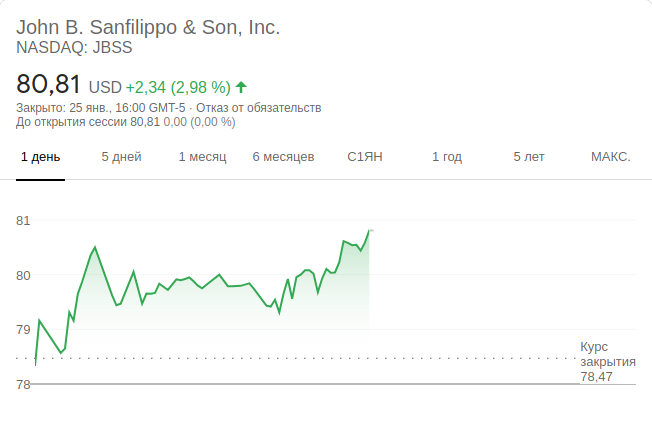 John B. Sanfilippo & Son, Inc.
NASDAQ: JBSS
80,81 USD +2,34 (2,98 %)
Закрыто: 25 янв., 16:00 GMT-5 · Отказ от обязательств
До открытия сессии 80,81 0,00 (0,00 %)
1 день 5 дней 1 месяц 6 месяцев С1ЯН 1 год 5 лет МАКС.
81
80
79
Курс
закрытия
78,47
78